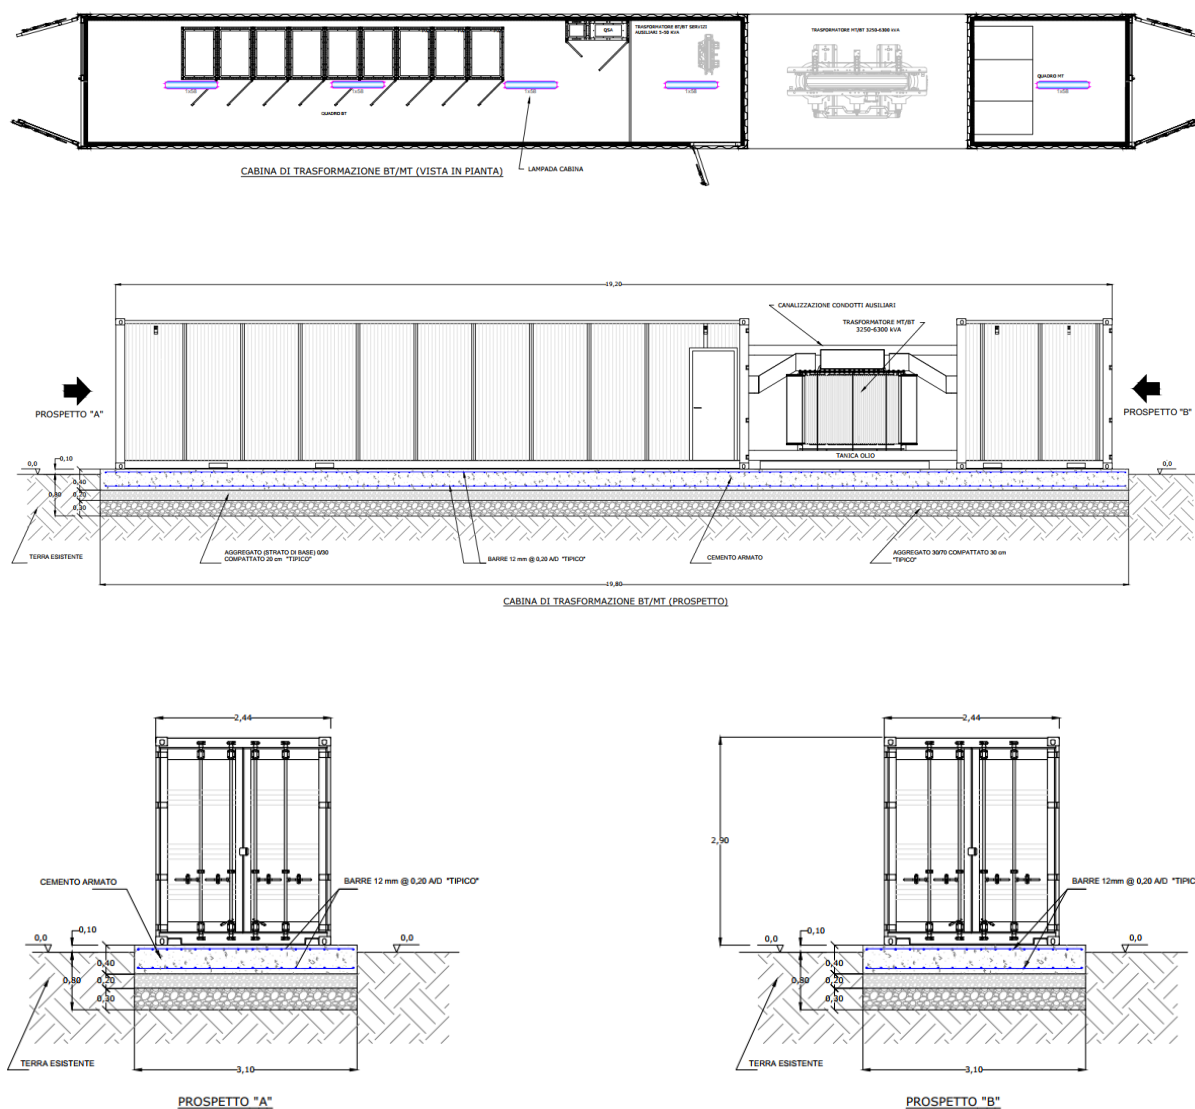 TRASFORMATORE BT/BT SERVIZI
AUSILIARI 5-50 KVA
QSA
TRASFORMATORE MT/BT 3250-6300 kVA
QUADRO MT
1x58
1x58
1x58
1x58
1x58
QUADRO BT
LAMPADA CABINA
CABINA DI TRASFORMAZIONE BT/MT (VISTA IN PIANTA)
19,20
CANALIZZAZIONE CONDOTTI AUSILIARI
TRASFORMATORE MT/BT
3250-6300 kVA
PROSPETTO "A"
PROSPETTO "B"
TANICA OLIO
0,0
0,10
0,0
0,40
0,80
0,20
0,30
TERRA ESISTENTE
AGGREGATO (STRATO DI BASE) 0/30
COMPATTATO 20 cm "TIPICO"
BARRE 12 mm @ 0,20 A/D "TIPICO"
CEMENTO ARMATO
AGGREGATO 30/70 COMPATTATO 30 cm
"TIPICO"
19,80
CABINA DI TRASFORMAZIONE BT/MT (PROSPETTO)
2,44
2,44
2,90
CEMENTO ARMATO
BARRE 12 mm @ 0,20 A/D "TIPICO"
BARRE 12mm @ 0,20 A/D "TIPICO"
0,0
0,10
0,0
0,0
0,10
0,0
0,40
0,80
0,20
0,30
0,40
0,80
0,20
0,30
TERRA ESISTENTE
3,10
TERRA ESISTENTE
3,10
PROSPETTO "A"
PROSPETTO "B"